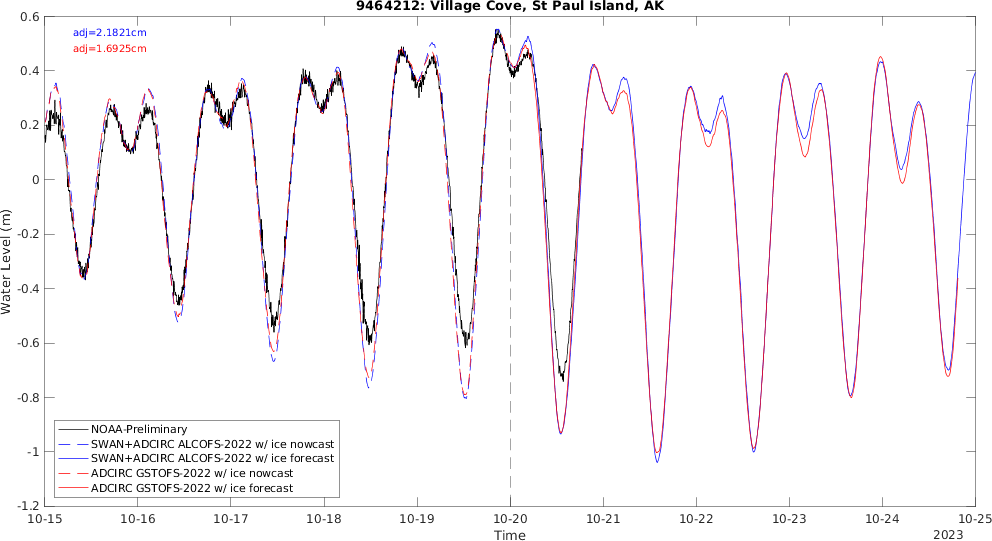 9464212: Village Cove, St Paul Island, AK
adj=2.1821cm
adj=1.6925cm
0.6
0.4
0.2
0
-0.2
-0.4
-0.6
-0.8
-1
-1.2
Water Level (m)
NOAA-Preliminary
SWAN+ADCIRC ALCOFS-2022 w/ ice nowcast
SWAN+ADCIRC ALCOFS-2022 w/ ice forecast
ADCIRC GSTOFS-2022 w/ ice nowcast
ADCIRC GSTOFS-2022 w/ ice forecast
10-15 10-16 10-17 10-18 10-19 10-20 10-21 10-22 10-23 10-24 10-25
Time
2023